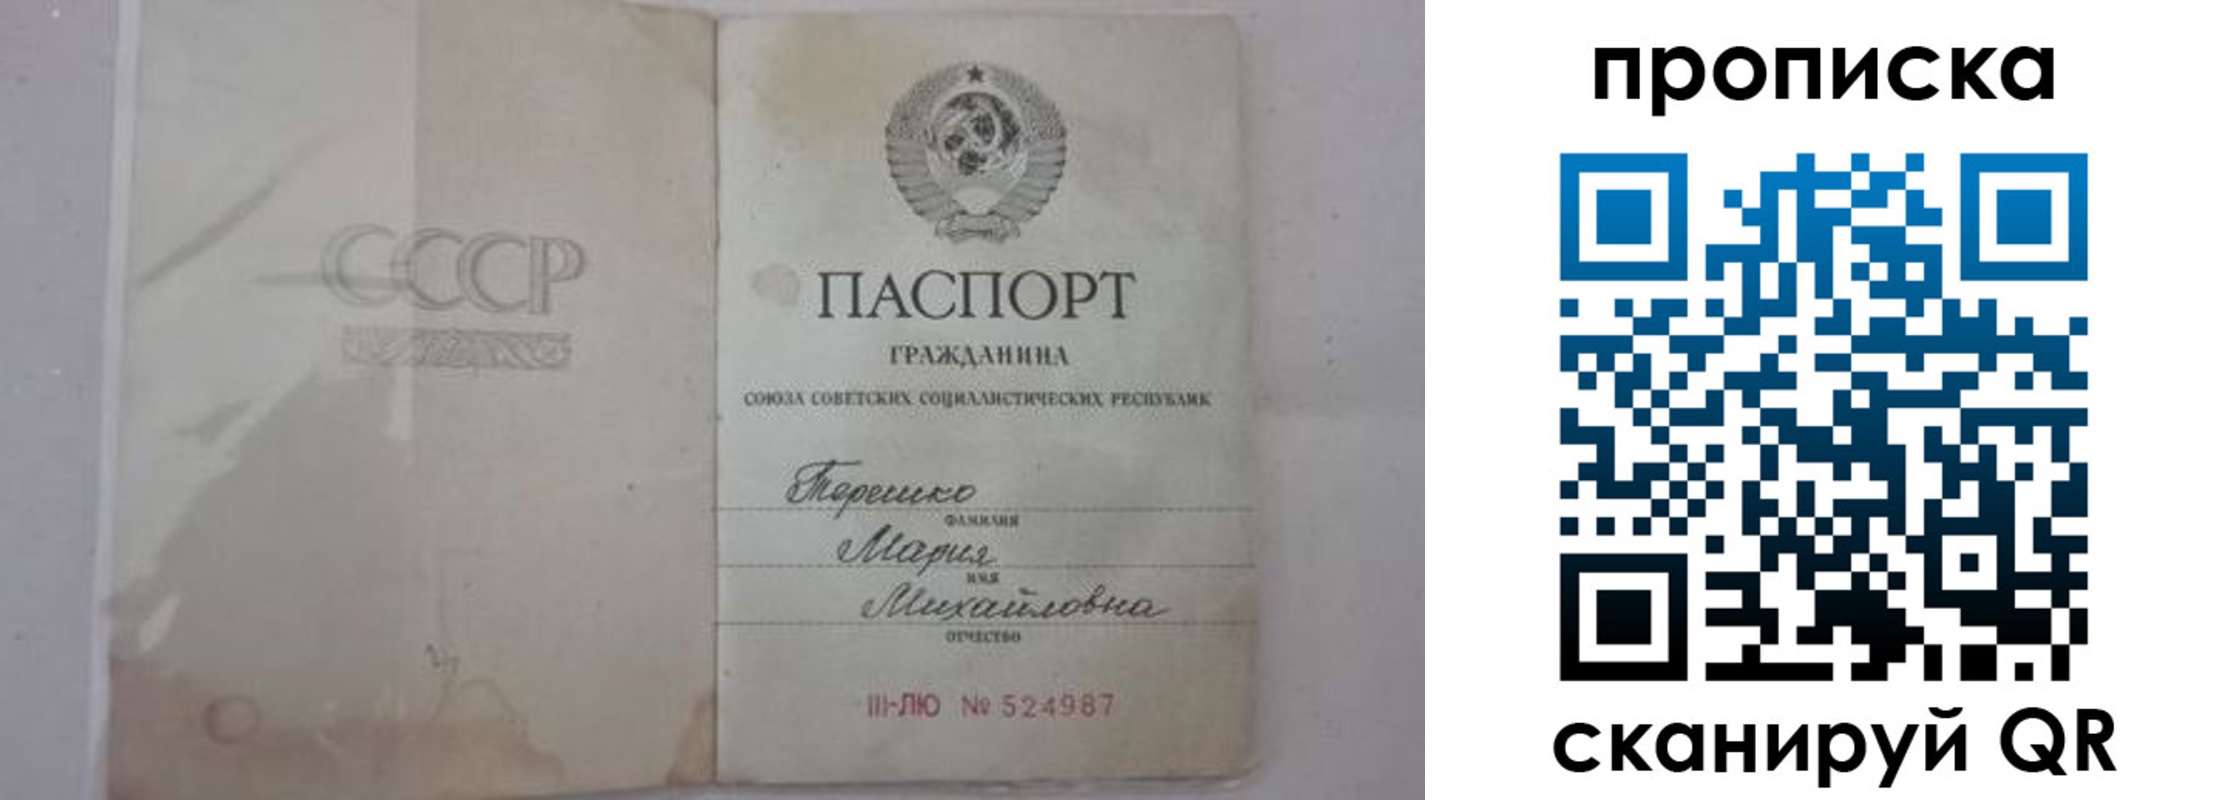 СССР
ПАСПОРТ
ГРАЖДАНИНА
СОЮЗА СОВЕТСКИХ СОЦИАЛИСТИЧЕСКИХ РЕСПУБЛИК
Терешко
ФАМИЛИЯ
Мария
ИМЯ
Михайловна
ОТЧЕСТВО
III-ЛЮ № 524987
прописка
сканируй QR